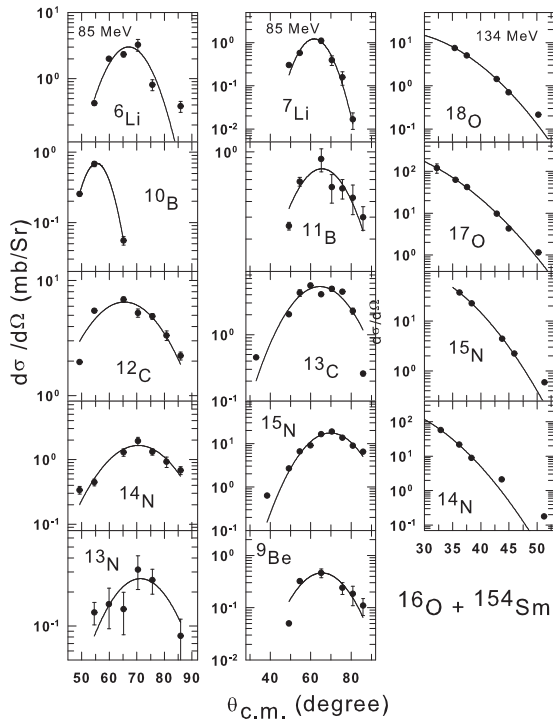 85 MeV
10¹
10⁰
⁶Li
85 MeV
10¹
10⁰
10⁻¹
10⁻²
⁷Li
134 MeV
10¹
10⁰
10⁻¹
¹⁸O
dσ/dΩ (mb/Sr)
10⁰
10⁻¹
¹⁰B
10⁰
¹¹B
10²
10¹
10⁰
¹⁷O
10¹
10⁰
¹²C
10⁰
¹³C
dσ/dΩ
10¹
10⁰
10⁻¹
¹⁵N
10¹
10⁰
10⁻¹
¹⁴N
10²
10¹
10⁰
¹⁵N
10²
10¹
10⁰
10⁻¹
¹⁴N
30 35 40 45 50
10⁻¹
¹³N
50 60 70 80 90
10⁰
10⁻¹
10⁻²
⁹Be
40 60 80
¹⁶O + ¹⁵⁴Sm
θc.m. (degree)